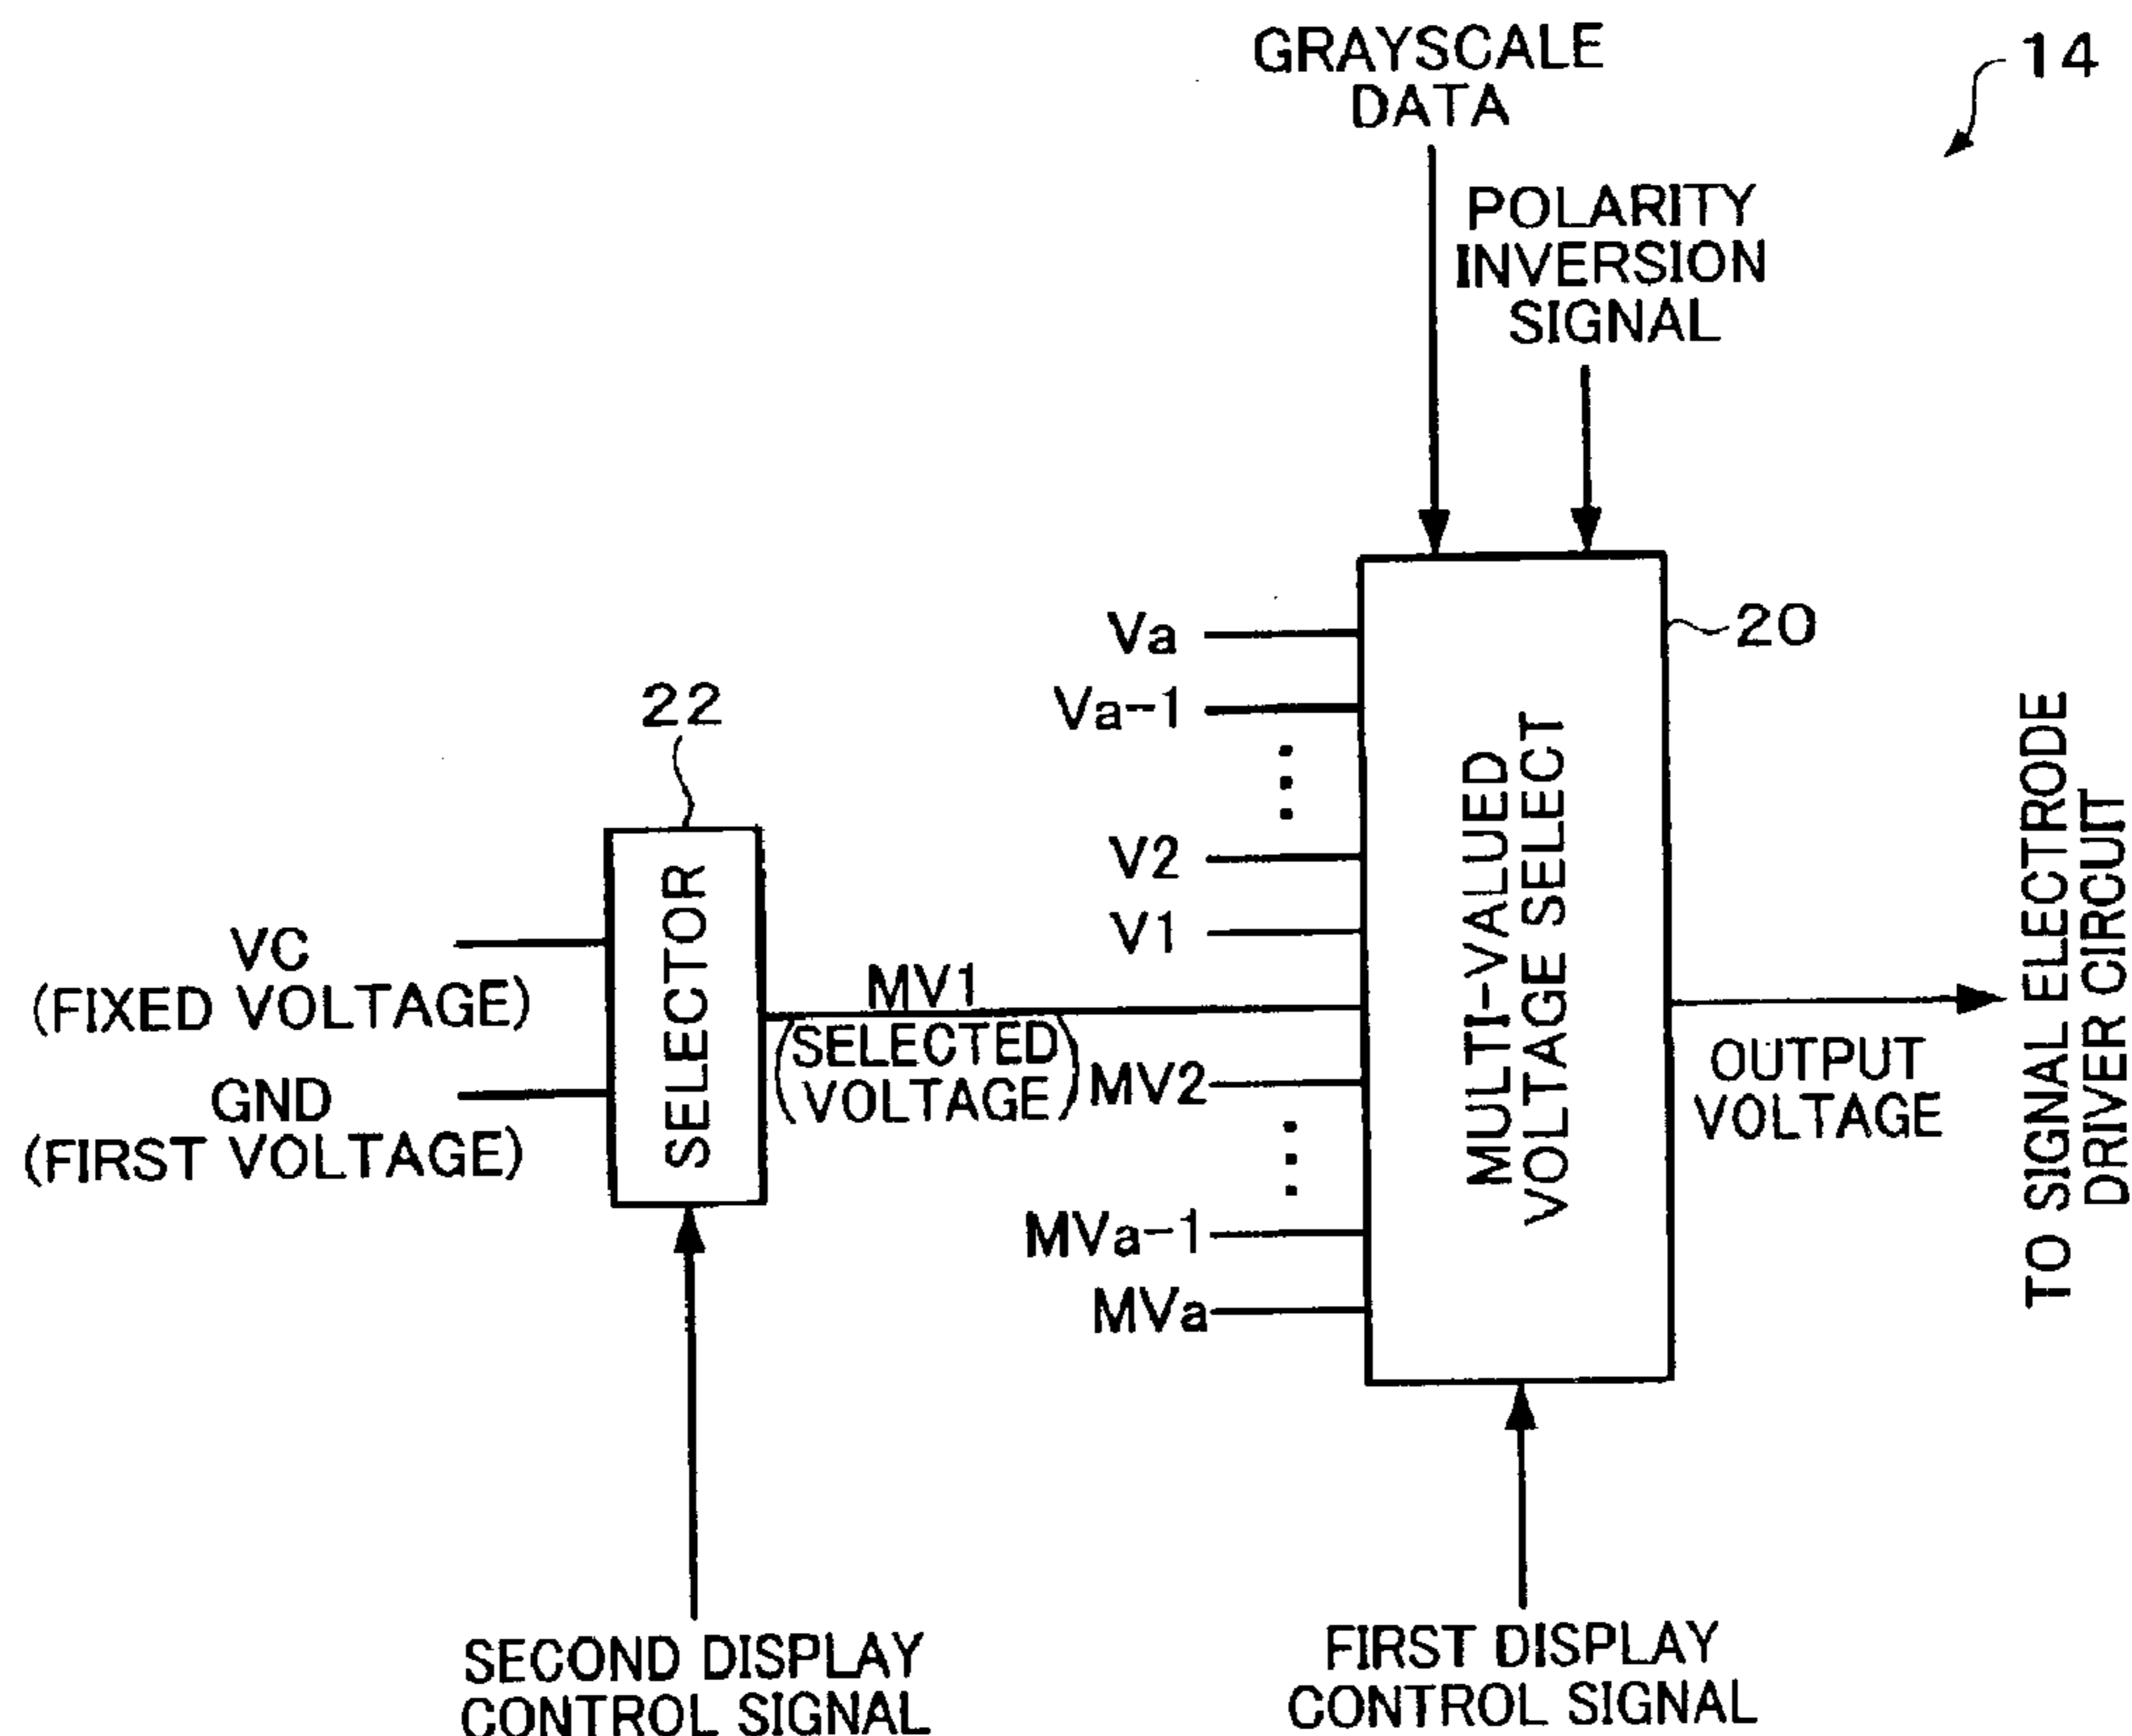 GRAYSCALE
DATA
14
POLARITY
INVERSION
SIGNAL
Va
20
Va-1
22
V2
V1
SELECTOR
VC
(FIXED VOLTAGE)
GND
(FIRST VOLTAGE)
MV1
(SELECTED
VOLTAGE)
MV2
MVa-1
MVa
MULTI-VALUED
VOLTAGE SELECT
OUTPUT
VOLTAGE
TO SIGNAL ELECTRODE
DRIVER CIRCUIT
SECOND DISPLAY
CONTROL SIGNAL
FIRST DISPLAY
CONTROL SIGNAL